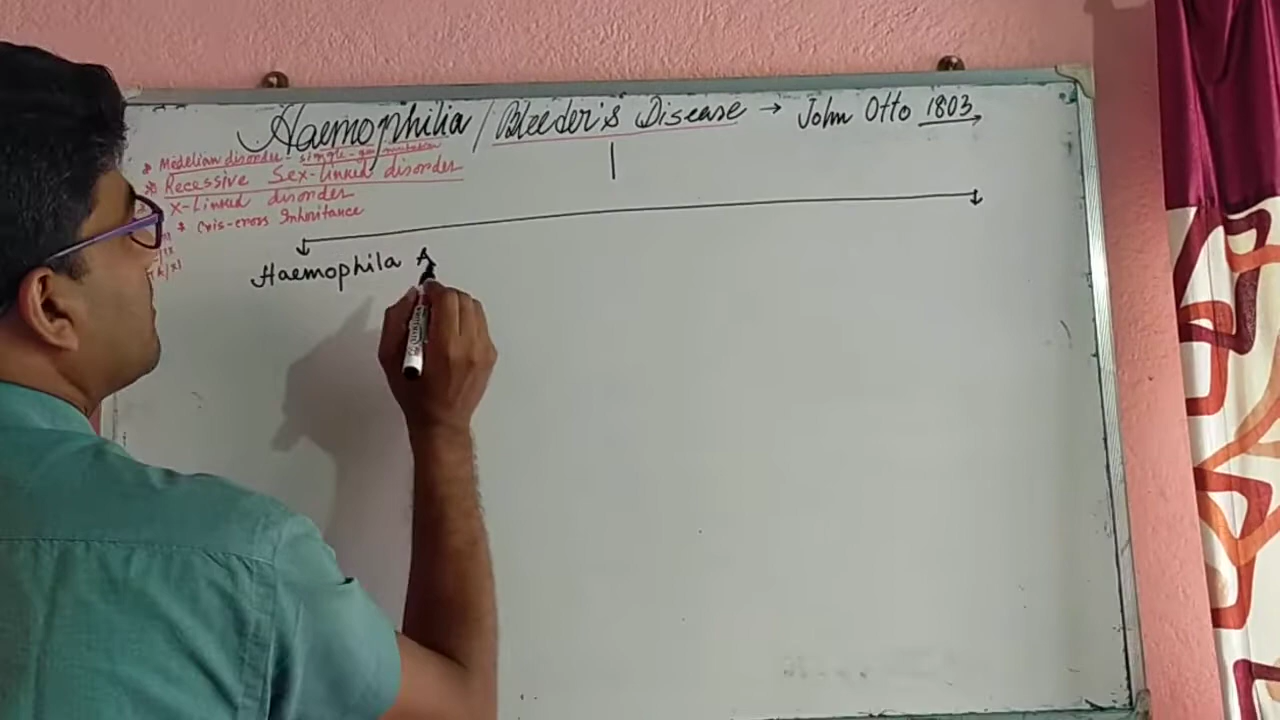 Haemophilia / Bleeder's Disease → John Otto 1803
* Medelian disorder - single-gene mutation
* Recessive Sex-linked disorder
X-Linked disorder
* Cris-cross Inheritance
Haemophila A